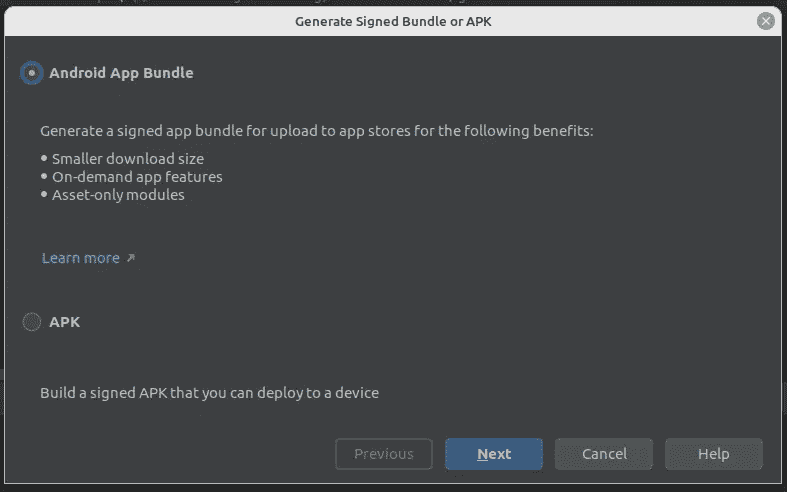 Generate Signed Bundle or APK
Android App Bundle
Generate a signed app bundle for upload to app stores for the following benefits:
• Smaller download size
• On-demand app features
• Asset-only modules
Learn more ↗
APK
Build a signed APK that you can deploy to a device
Previous Next Cancel Help